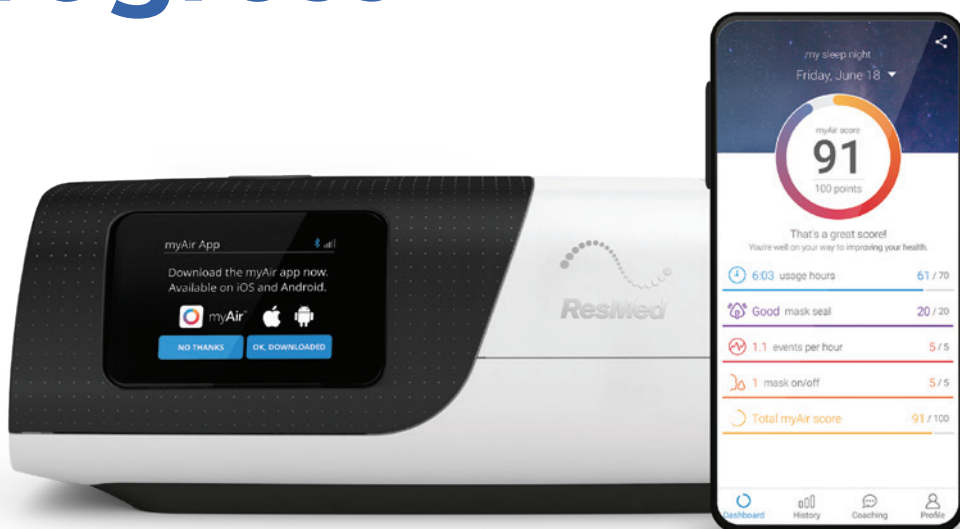 myAir App
Download the myAir app now.
Available on iOS and Android.
myAir™
NO THANKS
OK, DOWNLOADED
ResMed
my sleep night
Friday, June 18
myAir score
91
100 points
That's a great score!
You're well on your way to improving your health.
6:03 usage hours 61 / 70
Good mask seal 20 / 20
1.1 events per hour 5 / 5
1 mask on/off 5 / 5
Total myAir score 91 / 100
Dashboard
History
Coaching
Profile